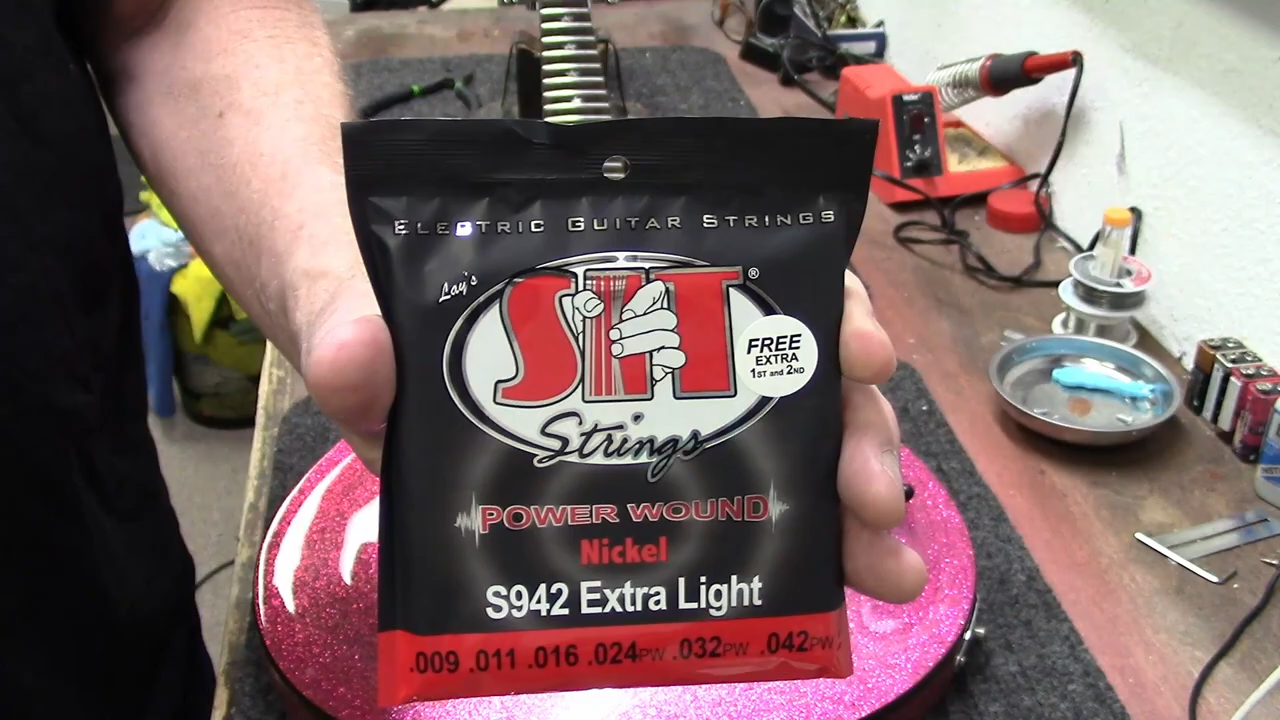 ELECTRIC GUITAR STRINGS
Lay's
SIT®
Strings
FREE
EXTRA
1ST and 2ND
POWER WOUND
Nickel
S942 Extra Light
.009 .011 .016 .024PW .032PW .042PW